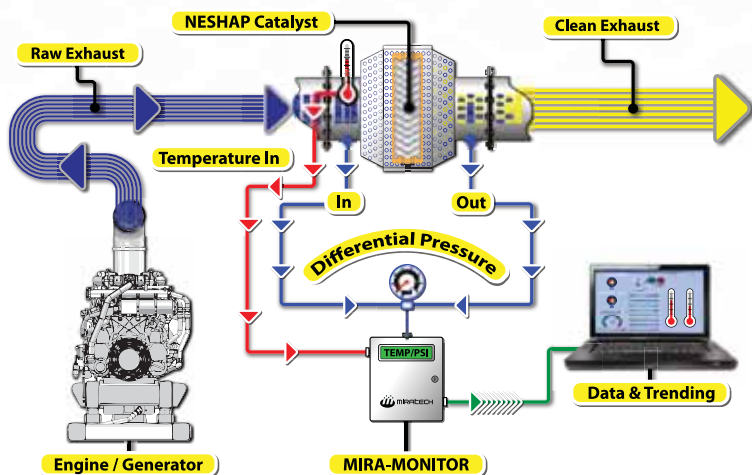 NESHAP Catalyst
Clean Exhaust
Raw Exhaust
Temperature In
In
Out
Differential Pressure
TEMP/PSI
MIRATECH
Data & Trending
Engine / Generator
MIRA-MONITOR